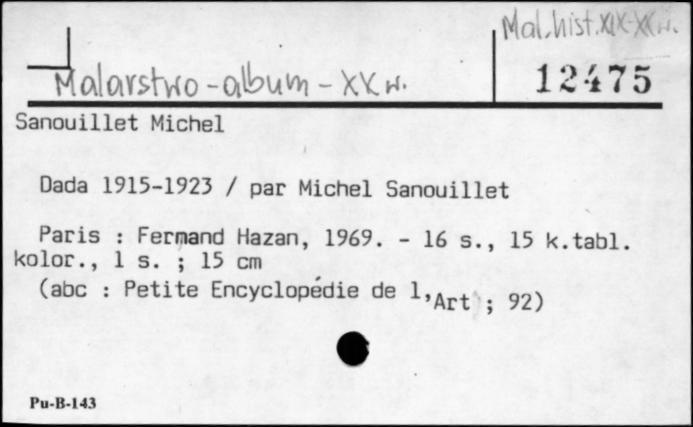 Mal. hist. XIX-XX w.
Malarstwo - album - XX w.
12475
Sanouillet Michel
Dada 1915-1923 / par Michel Sanouillet
Paris : Fernand Hazan, 1969. - 16 s., 15 k.tabl.
kolor., 1 s. ; 15 cm
(abc : Petite Encyclopédie de l,Art ; 92)
Pu-B-143